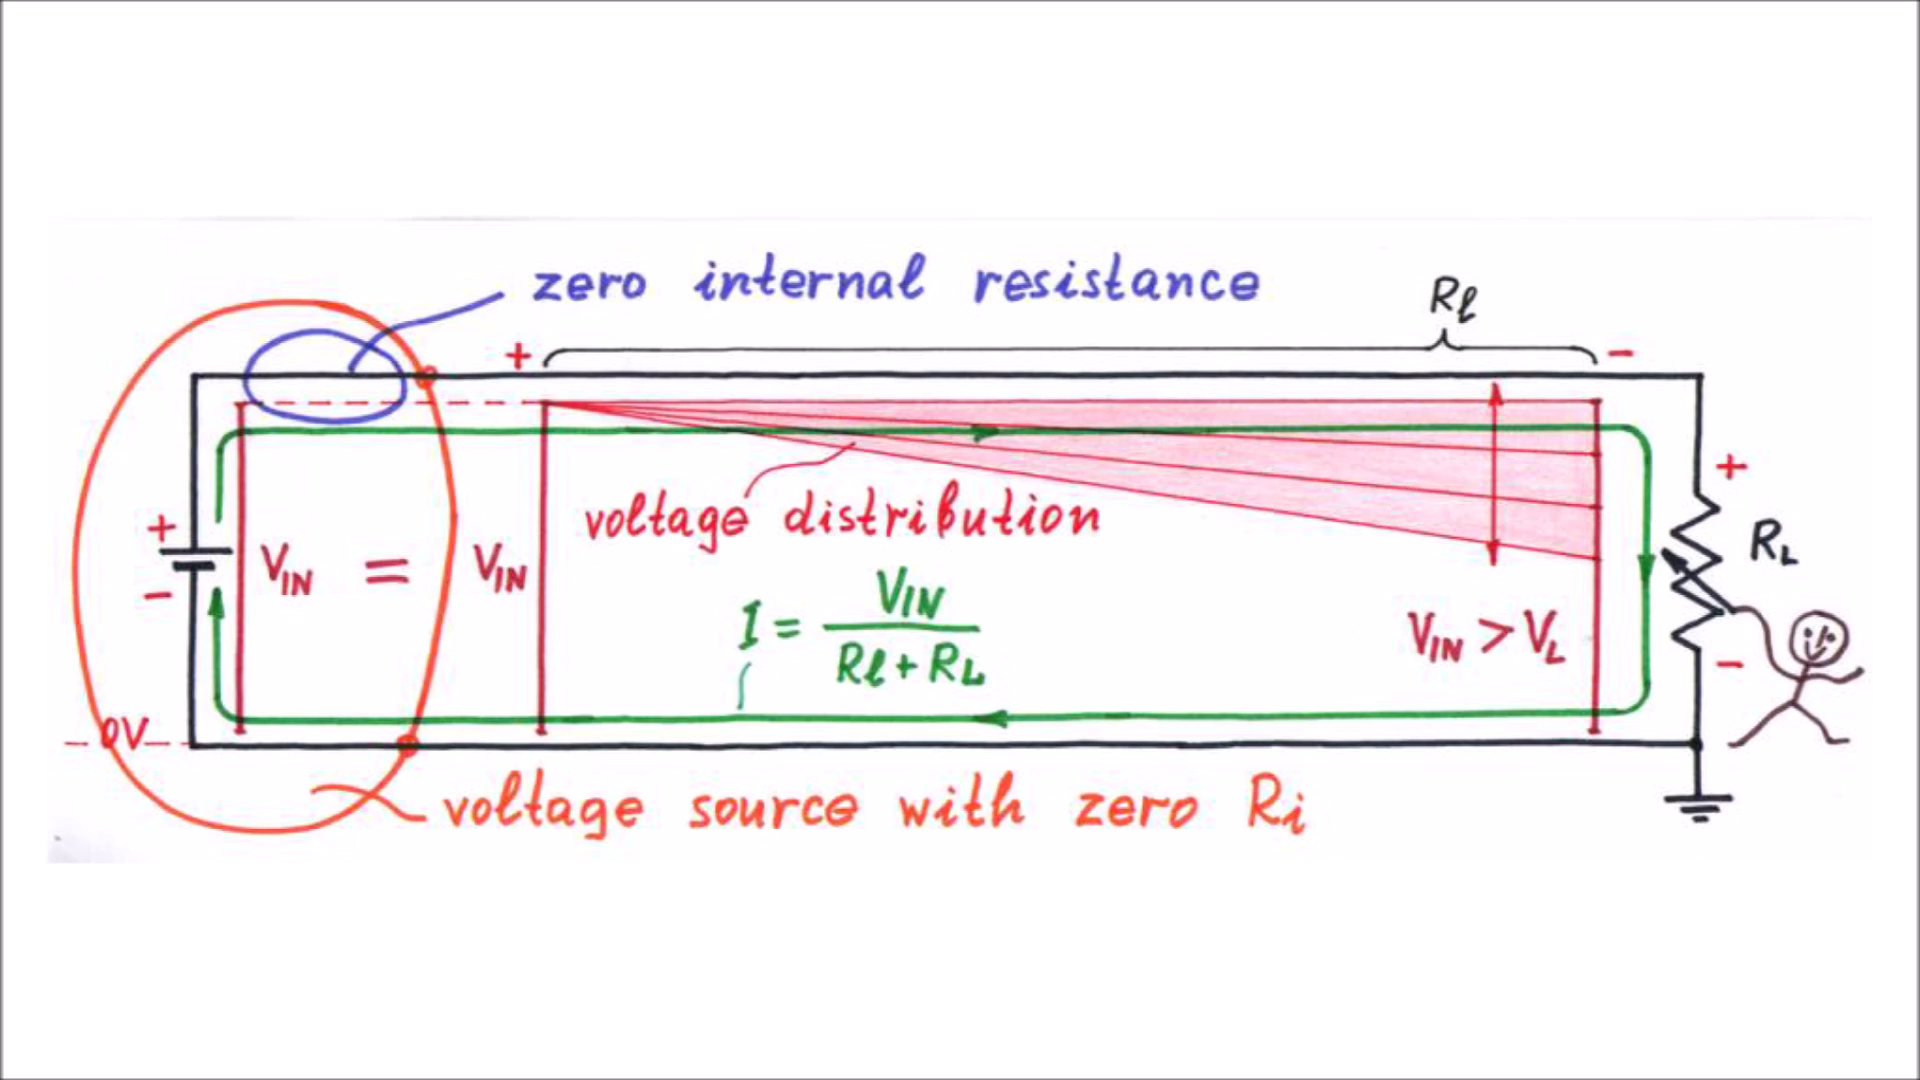 zero internal resistance
Rℓ
+
-
+
+
-
VIN = VIN
voltage distribution
I = VIN / Rℓ + RL
VIN > VL
RL
-
0V
voltage source with zero Ri